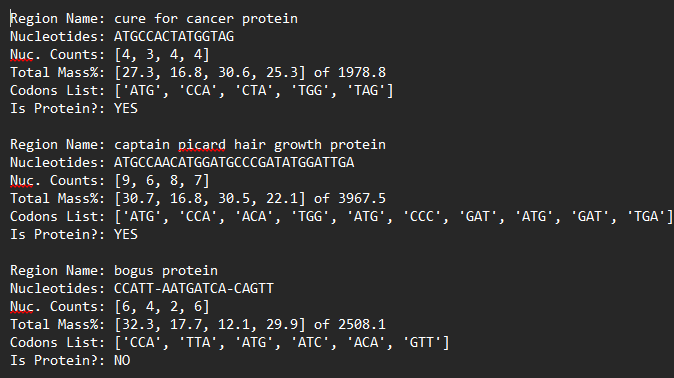 Region Name: cure for cancer protein
Nucleotides: ATGCCACTATGGTAG
Nuc. Counts: [4, 3, 4, 4]
Total Mass%: [27.3, 16.8, 30.6, 25.3] of 1978.8
Codons List: ['ATG', 'CCA', 'CTA', 'TGG', 'TAG']
Is Protein?: YES

Region Name: captain picard hair growth protein
Nucleotides: ATGCCAACATGGATGCCCGATATGGATTGA
Nuc. Counts: [9, 6, 8, 7]
Total Mass%: [30.7, 16.8, 30.5, 22.1] of 3967.5
Codons List: ['ATG', 'CCA', 'ACA', 'TGG', 'ATG', 'CCC', 'GAT', 'ATG', 'GAT', 'TGA']
Is Protein?: YES

Region Name: bogus protein
Nucleotides: CCATT-AATGATCA-CAGTT
Nuc. Counts: [6, 4, 2, 6]
Total Mass%: [32.3, 17.7, 12.1, 29.9] of 2508.1
Codons List: ['CCA', 'TTA', 'ATG', 'ATC', 'ACA', 'GTT']
Is Protein?: NO